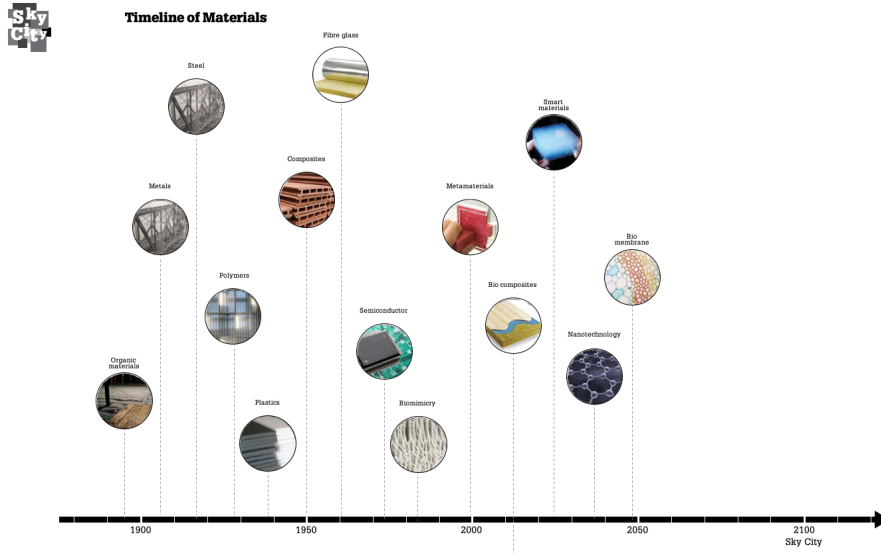 Sky
City
Timeline of Materials
Fibre glass
Steel
Smart
materials
Composites
Metals
Metamaterials
Bio
membrane
Polymers
Bio composites
Semiconductor
Nanotechnology
Organic
materials
Plastics
Biomimicry
1900
1950
2000
2050
2100
Sky City